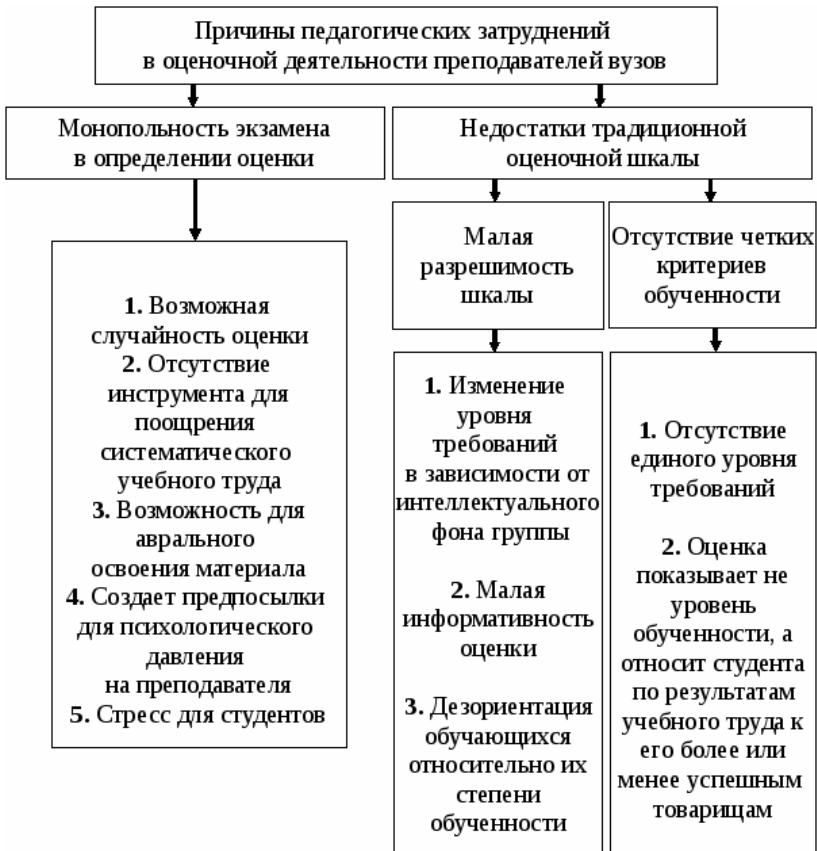 Причины педагогических затруднений
в оценочной деятельности преподавателей вузов
Монопольность экзамена
в определении оценки
Недостатки традиционной
оценочной шкалы
Малая
разрешимость
шкалы
Отсутствие четких
критериев
обученности
1. Возможная
случайность оценки
2. Отсутствие
инструмента для
поощрения
систематического
учебного труда
3. Возможность для
аврального
освоения материала
4. Создает предпосылки
для психологического
давления
на преподавателя
5. Стресс для студентов
1. Изменение
уровня
требований
в зависимости от
интеллектуального
фона группы
2. Малая
информативность
оценки
3. Дезориентация
обучающихся
относительно их
степени
обученности
1. Отсутствие
единого уровня
требований
2. Оценка
показывает не
уровень
обученности, а
относит студента
по результатам
учебного труда к
его более или
менее успешным
товарищам